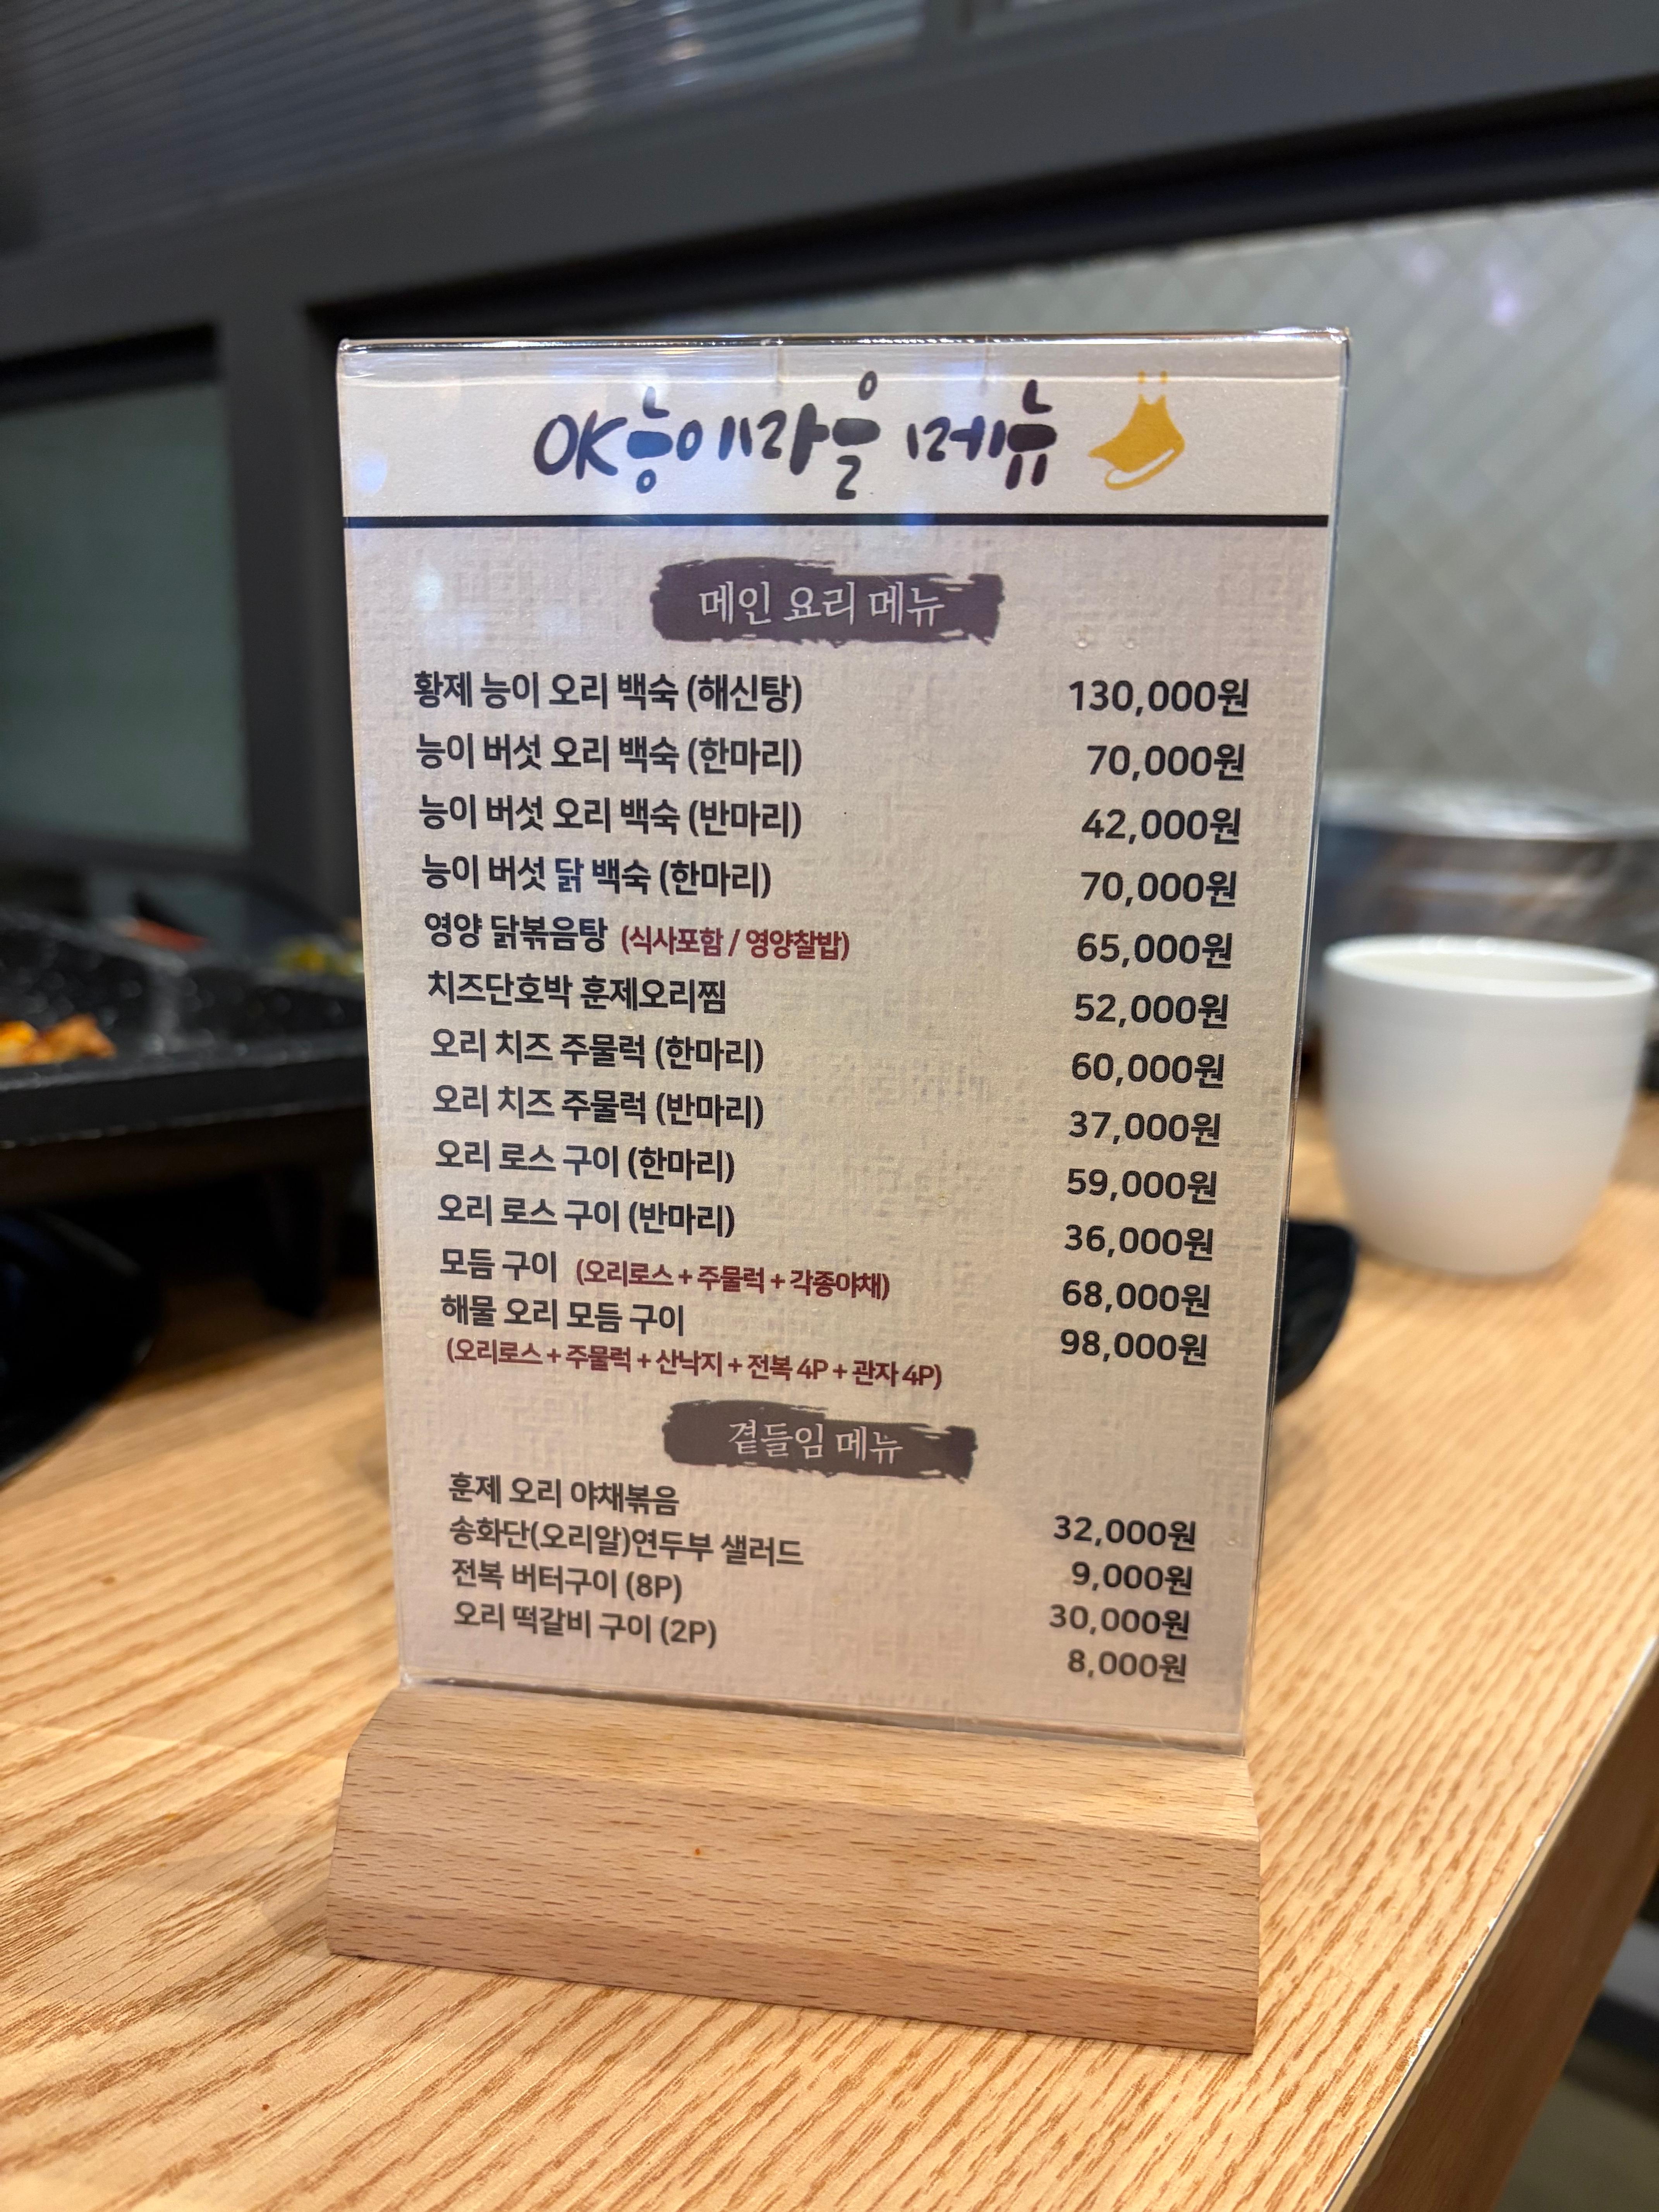 OK능이마을 메뉴
메인 요리 메뉴
황제 능이 오리 백숙 (해신탕) 130,000원
능이 버섯 오리 백숙 (한마리) 70,000원
능이 버섯 오리 백숙 (반마리) 42,000원
능이 버섯 닭 백숙 (한마리) 70,000원
영양 닭볶음탕 (식사포함 / 영양찰밥) 65,000원
치즈단호박 훈제오리찜 52,000원
오리 치즈 주물럭 (한마리) 60,000원
오리 치즈 주물럭 (반마리) 37,000원
오리 로스 구이 (한마리) 59,000원
오리 로스 구이 (반마리) 36,000원
모듬 구이 (오리로스 + 주물럭 + 각종야채) 68,000원
해물 오리 모듬 구이 98,000원
(오리로스 + 주물럭 + 산낙지 + 전복 4P + 관자 4P)
곁들임 메뉴
훈제 오리 야채볶음 32,000원
송화단(오리알)연두부 샐러드 9,000원
전복 버터구이 (8P) 30,000원
오리 떡갈비 구이 (2P) 8,000원